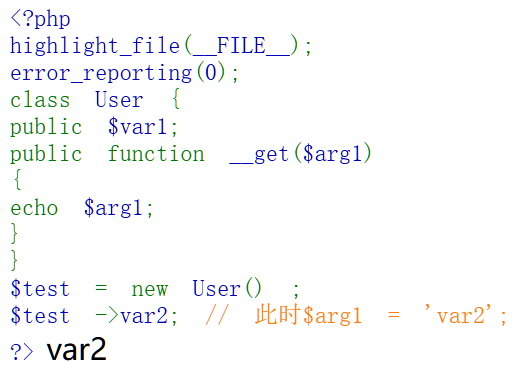 <?php
highlight_file(__FILE__);
error_reporting(0);
class User {
public $var1;
public function __get($arg1)
{
echo $arg1;
}
}
$test = new User() ;
$test ->var2; // 此时$arg1 = 'var2';
?> var2